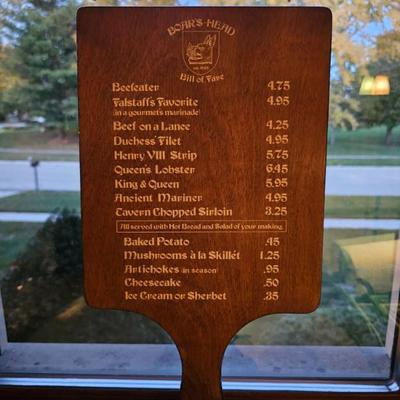 BOAR'S-HEAD
Bill of Fare
Beefeater 4.75
Falstaff's Favorite 4.95
(in a gourmet's marinade)
Beef on a Lance 4.25
Duchess' Filet 4.95
Henry VIII Strip 5.75
Queen's Lobster 6.45
King & Queen 5.95
Ancient Mariner 4.95
Tavern Chopped Sirloin 3.25
All served with Hot Bread and Salad of your making.
Baked Potato .45
Mushrooms à la Skillét 1.25
Artichokes (in season) .95
Cheesecake .50
Ice Cream or Sherbet .35